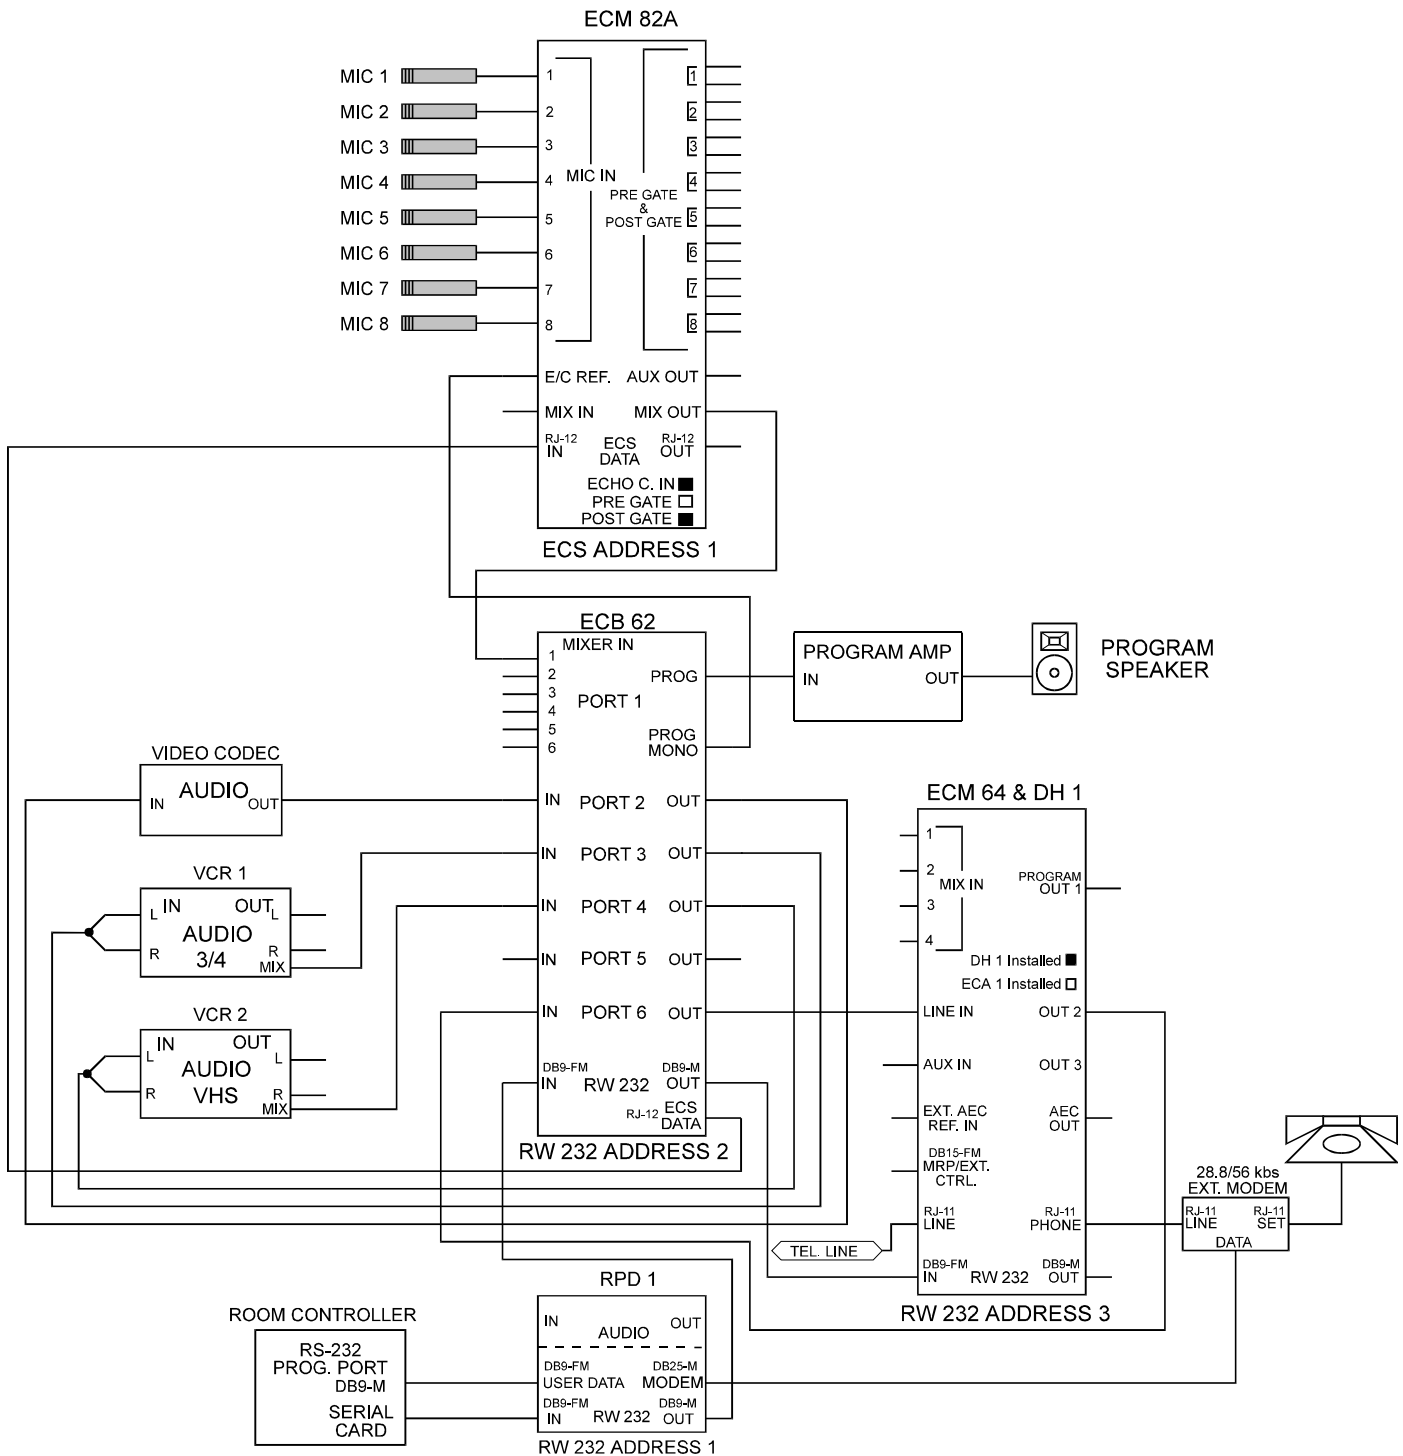 ECM 82A
MIC 1
MIC 2
MIC 3
MIC 4
MIC 5
MIC 6
MIC 7
MIC 8
1
2
3
4
5
6
7
8
MIC IN
PRE GATE
&
POST GATE
1
2
3
4
5
6
7
8
E/C REF.
AUX OUT
MIX IN
MIX OUT
RJ-12
IN
ECS
DATA
RJ-12
OUT
ECHO C. IN
PRE GATE
POST GATE
ECS ADDRESS 1
ECB 62
MIXER IN
1
2
3
4
5
6
PORT 1
PROG
PROG
MONO
IN PORT 2 OUT
IN PORT 3 OUT
IN PORT 4 OUT
IN PORT 5 OUT
IN PORT 6 OUT
DB9-FM
IN
RW 232
DB9-M
OUT
RJ-12
ECS
DATA
RW 232 ADDRESS 2
PROGRAM AMP
IN
OUT
PROGRAM
SPEAKER
VIDEO CODEC
AUDIO
IN
OUT
VCR 1
IN
OUT
L
L
AUDIO
R
R
3/4
MIX
VCR 2
IN
OUT
L
L
AUDIO
R
R
VHS
MIX
ECM 64 & DH 1
1
2
3
4
MIX IN
PROGRAM
OUT 1
DH 1 Installed
ECA 1 Installed
LINE IN
OUT 2
AUX IN
OUT 3
EXT. AEC
REF. IN
AEC
OUT
DB15-FM
MRP/EXT.
CTRL.
RJ-11
LINE
RJ-11
PHONE
DB9-FM
IN
RW 232
DB9-M
OUT
RW 232 ADDRESS 3
TEL. LINE
28.8/56 kbs
EXT. MODEM
RJ-11
LINE
RJ-11
SET
DATA
RPD 1
IN
OUT
AUDIO
DB9-FM
USER DATA
DB25-M
MODEM
DB9-FM
IN
RW 232
DB9-M
OUT
RW 232 ADDRESS 1
ROOM CONTROLLER
RS-232
PROG. PORT
DB9-M
SERIAL
CARD